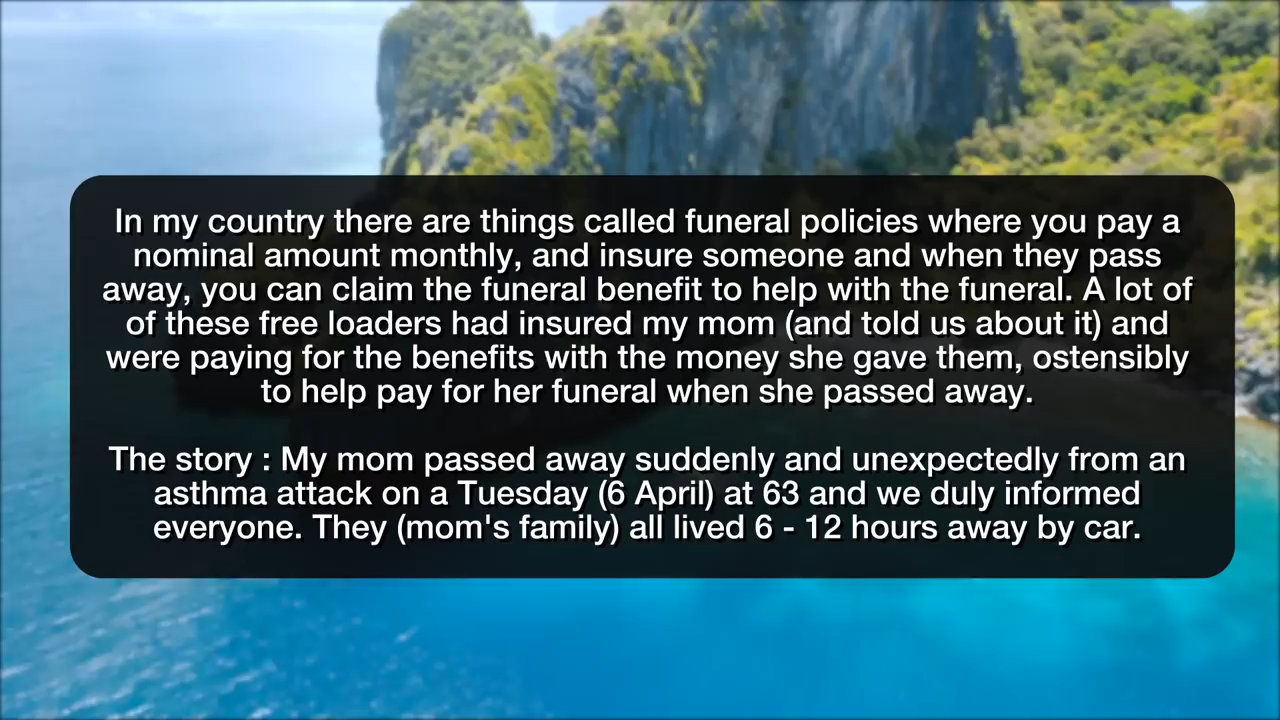 In my country there are things called funeral policies where you pay a
nominal amount monthly, and insure someone and when they pass
away, you can claim the funeral benefit to help with the funeral. A lot of
of these free loaders had insured my mom (and told us about it) and
were paying for the benefits with the money she gave them, ostensibly
to help pay for her funeral when she passed away.
The story : My mom passed away suddenly and unexpectedly from an
asthma attack on a Tuesday (6 April) at 63 and we duly informed
everyone. They (mom's family) all lived 6 - 12 hours away by car.